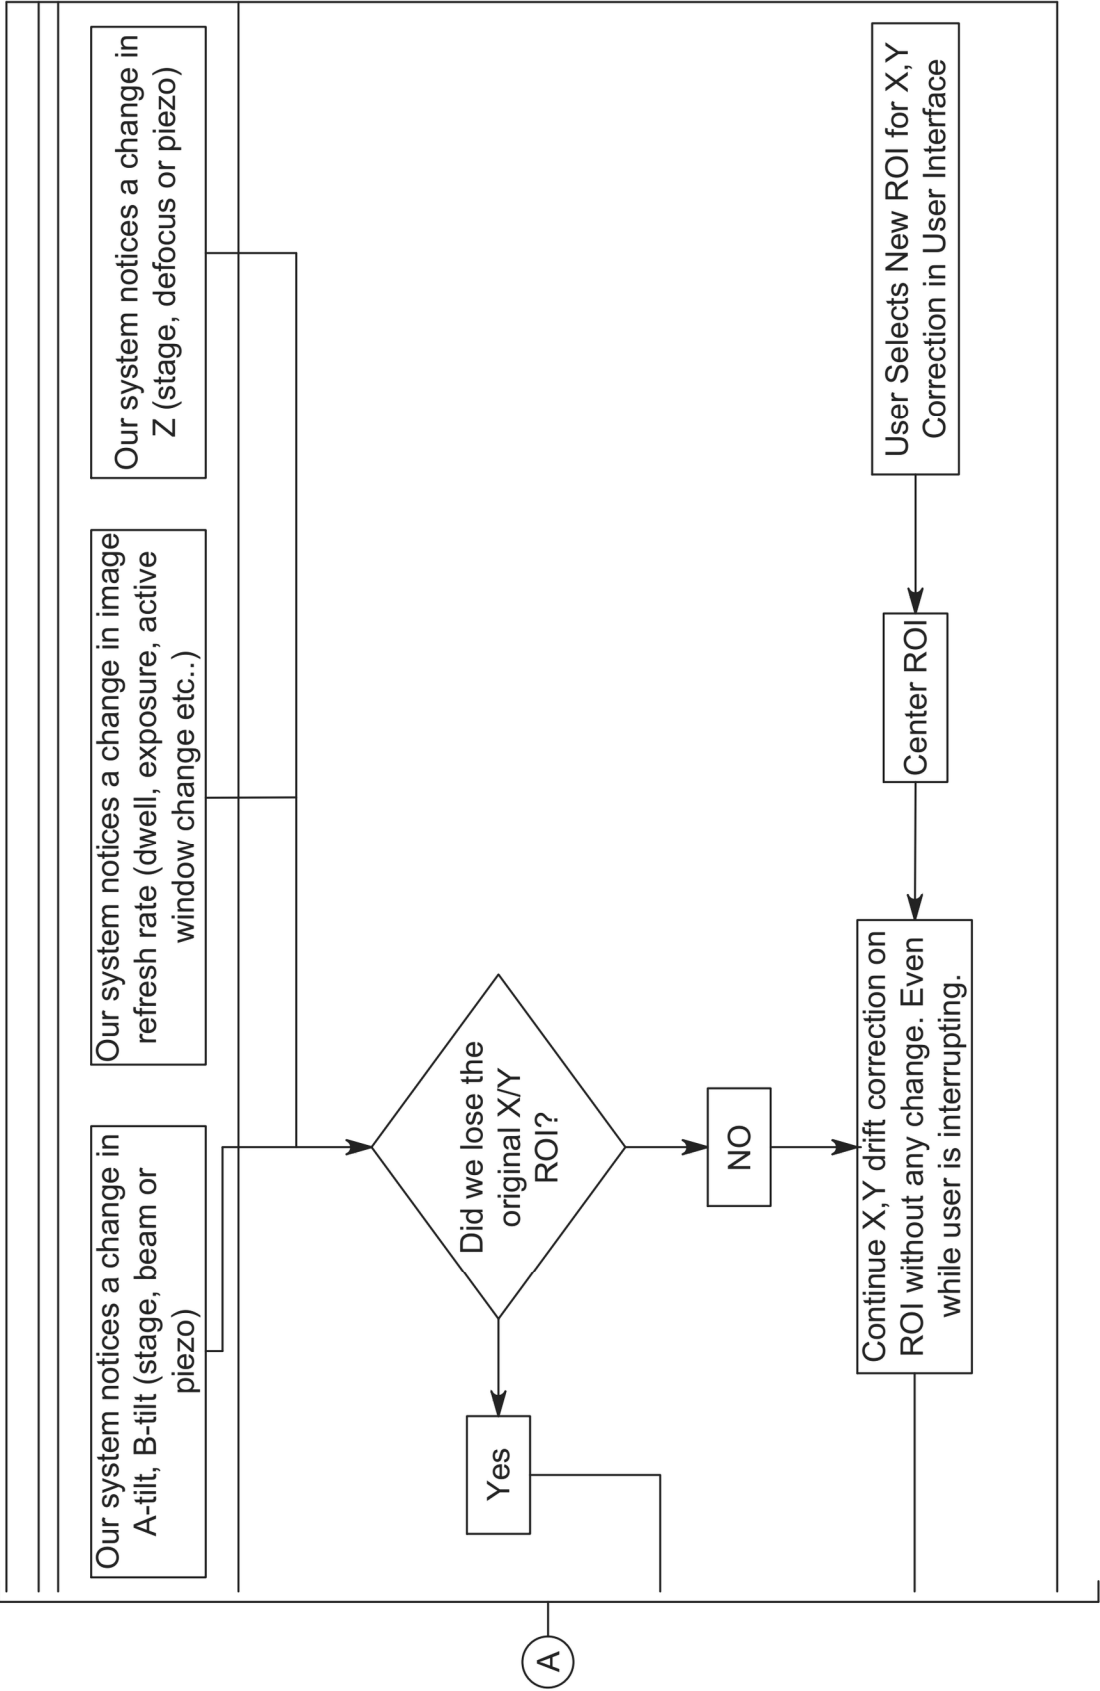 Our system notices a change in
A-tilt, B-tilt (stage, beam or
piezo)
Our system notices a change in image
refresh rate (dwell, exposure, active
window change etc..)
Our system notices a change in
Z (stage, defocus or piezo)
Did we lose the
original X/Y
ROI?
Yes
NO
Continue X,Y drift correction on
ROI without any change. Even
while user is interrupting.
Center ROI
User Selects New ROI for X,Y
Correction in User Interface
A